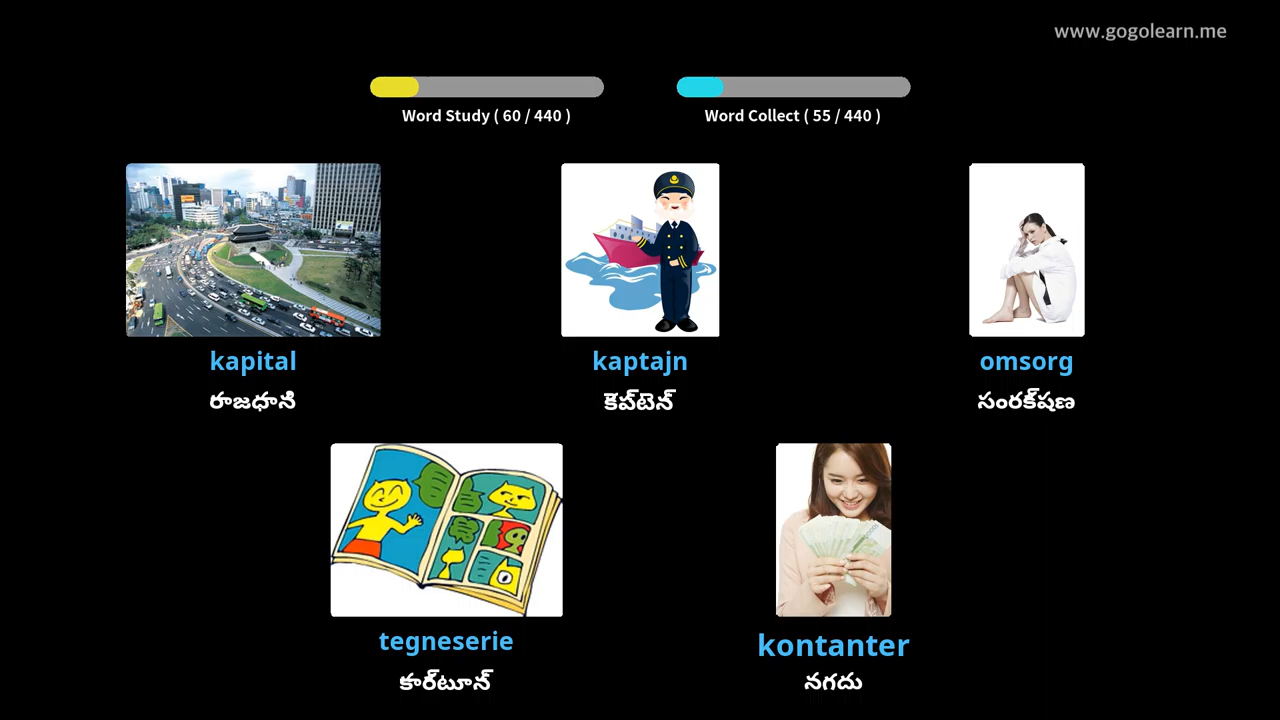 www.gogolearn.me
Word Study ( 60 / 440 )
Word Collect ( 55 / 440 )
kapital
రాజధాని
kaptajn
కెప్‌టెన్
omsorg
సంరక్‌షణ
tegneserie
కార్‌టూన్
kontanter
నగదు